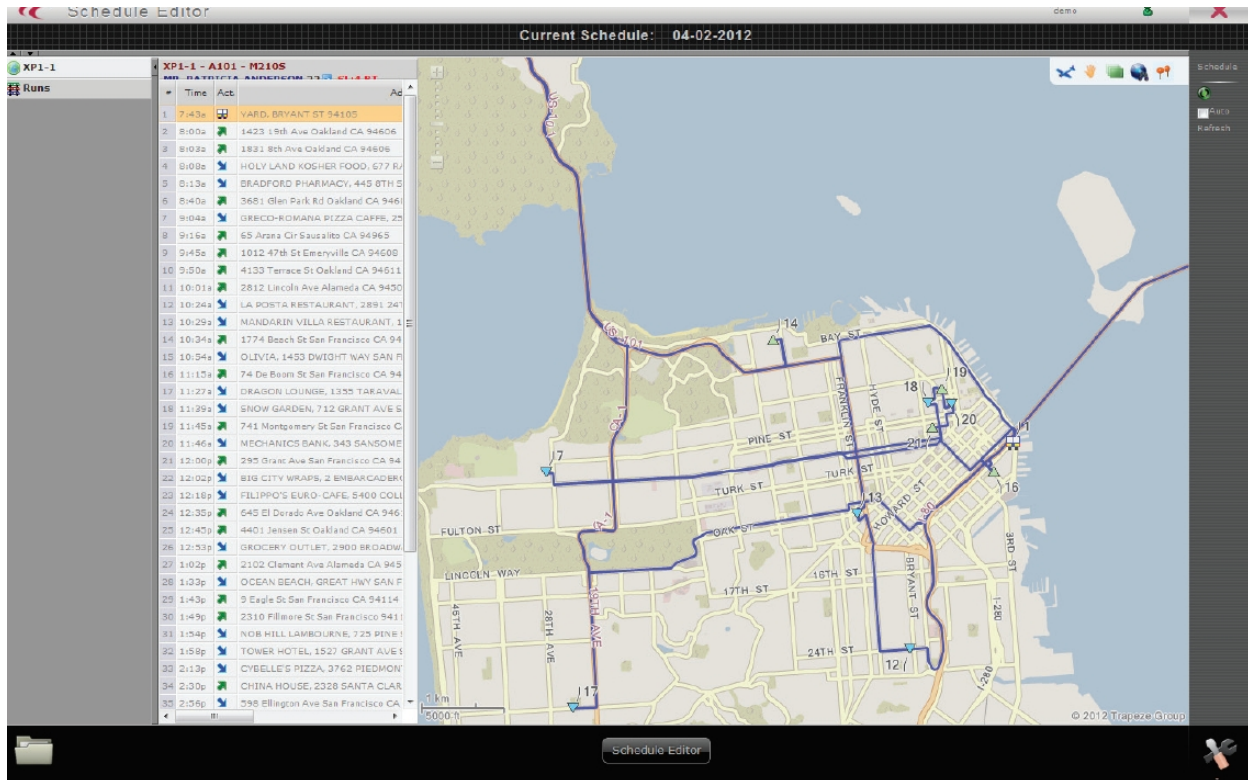 Schedule Editor
demo
Current Schedule: 04-02-2012
XP1-1
Runs
XP1-1 - A101 - M210S
# Time Act. Ad
1 7:43a YARD, BRYANT ST 94105
2 8:00a 1423 19th Ave Oakland CA 94606
3 8:03a 1831 8th Ave Oakland CA 94606
4 8:08a HOLY LAND KOSHER FOOD, 677 RA
5 8:13a BRADFORD PHARMACY, 445 8TH S
6 8:40a 3681 Glen Park Rd Oakland CA 9460
7 9:04a GRECO-ROMANA PIZZA CAFFE, 25
8 9:16a 65 Arana Cir Sausalito CA 94965
9 9:45a 1012 47th St Emeryville CA 94608
10 9:50a 4133 Terrace St Oakland CA 94611
11 10:01a 2812 Lincoln Ave Alameda CA 9450
12 10:24a LA POSTA RESTAURANT, 2891 24T
13 10:29a MANDARIN VILLA RESTAURANT, 1
14 10:34a 1774 Beach St San Francisco CA 94
15 10:54a OLIVIA, 1453 DWIGHT WAY SAN F
16 11:15a 74 De Boom St San Francisco CA 94
17 11:27a DRAGON LOUNGE, 1355 TARAVAL
18 11:39a SNOW GARDEN, 712 GRANT AVE S
19 11:45a 741 Montgomery St San Francisco CA
20 11:46a MECHANICS BANK, 343 SANSOME
21 12:00p 295 Grant Ave San Francisco CA 94
22 12:02p BIG CITY WRAPS, 2 EMBARCADER
23 12:18p FILIPPO'S EURO-CAFE, 5400 COLL
24 12:35p 645 El Dorado Ave Oakland CA 946
25 12:45p 4401 Jensen St Oakland CA 94601
26 12:53p GROCERY OUTLET, 2900 BROADW
27 1:02p 2102 Clement Ave Alameda CA 945
28 1:33p OCEAN BEACH, GREAT HWY SAN F
29 1:43p 9 Eagle St San Francisco CA 94114
30 1:49p 2310 Fillmore St San Francisco 9411
31 1:54p NOB HILL LAMBOURNE, 725 PINE
32 1:58p TOWER HOTEL, 1527 GRANT AVE S
33 2:13p CYBELLE'S PIZZA, 3762 PIEDMON
34 2:30p CHINA HOUSE, 2328 SANTA CLAR
35 2:56p 598 Ellington Ave San Francisco CA
US-101
US-101
14
BAY ST
CA-1
FRANKLIN ST
HYDE ST
18
19
20
21
1
PINE ST
7
TURK ST
TURK ST
16
13
HOWARD ST
I-80
FULTON ST
OAK ST
CA-1
3RD ST
LINCOLN WAY
16TH ST
17TH ST
BRYANT ST
46TH AVE
28TH AVE
19TH AVE
I-280
24TH ST
12
I-280
17
1 km
5000 ft
© 2012 Trapeze Group
Schedule
Auto
Refresh
Schedule Editor